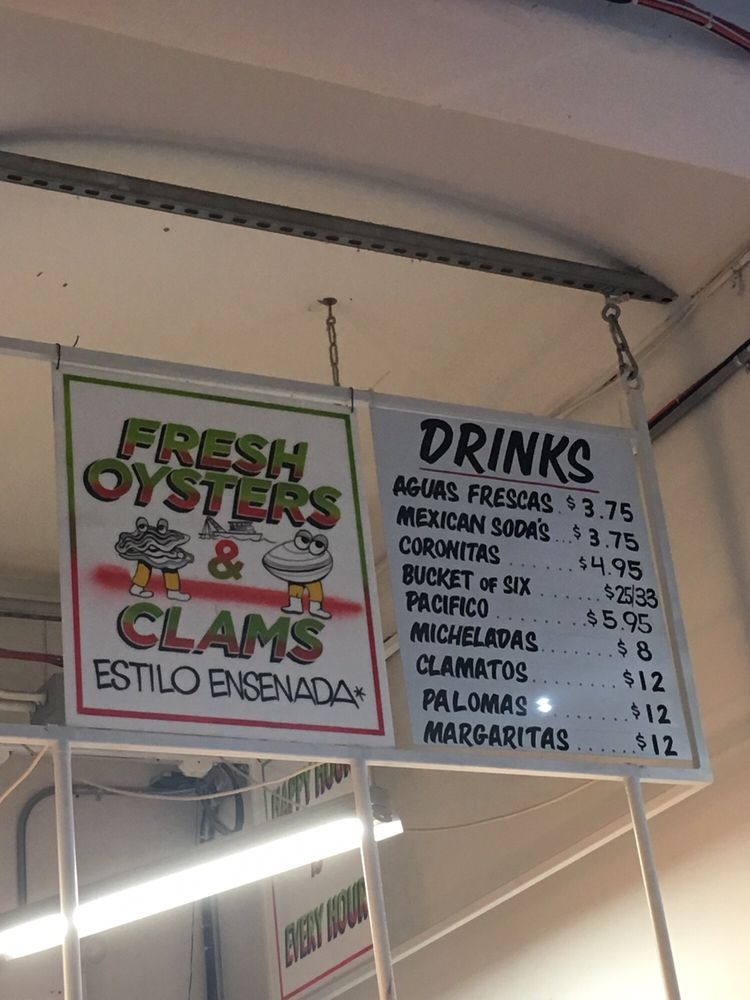 FRESH
OYSTERS
&
CLAMS
ESTILO ENSENADA*
DRINKS
AGUAS FRESCAS . $3.75
MEXICAN SODA'S ... $3.75
CORONITAS ....... $4.95
BUCKET OF SIX ....... $25/33
PACIFICO ......... $5.95
MICHELADAS ....... $8
CLAMATOS ......... $12
PALOMAS ......... $12
MARGARITAS ...... $12
HAPPY HOUR
IS
EVERY HOUR